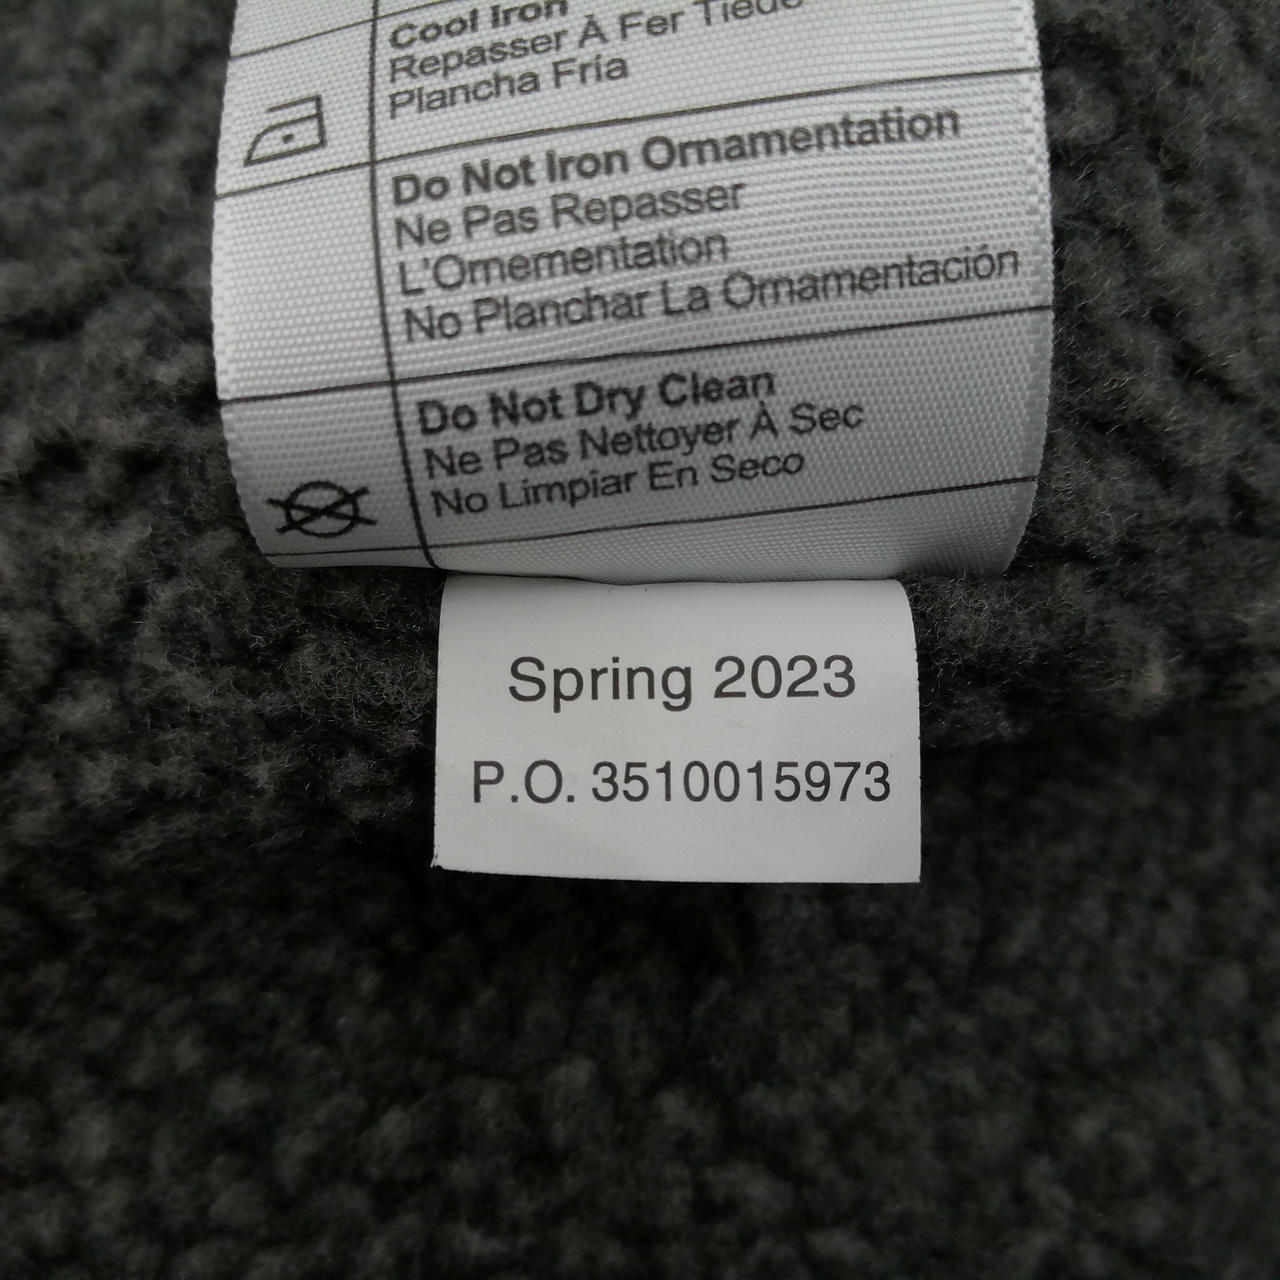 Cool Iron
Repasser À Fer Tiède
Plancha Fria
Do Not Iron Ornamentation
Ne Pas Repasser
L'Ornementation
No Planchar La Ornamentación
Do Not Dry Clean
Ne Pas Nettoyer À Sec
No Limpiar En Seco
Spring 2023
P.O. 3510015973